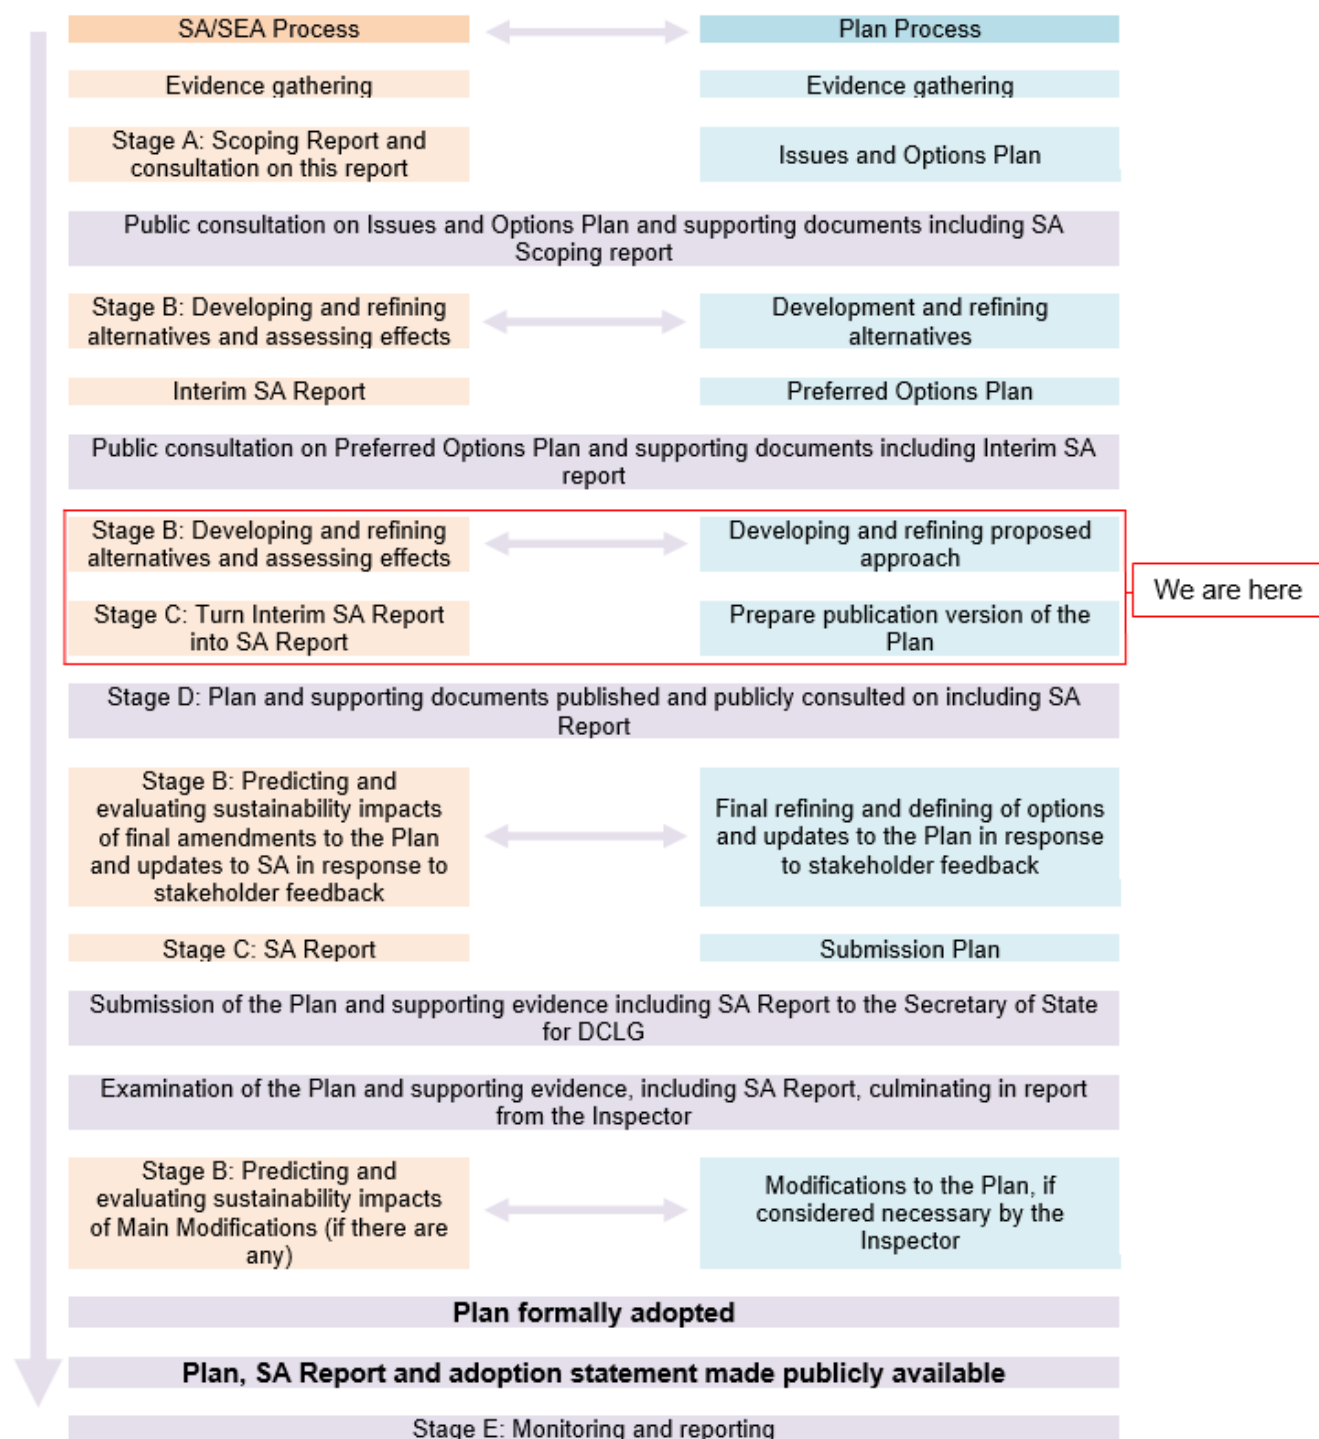 SA/SEA Process
Plan Process
Evidence gathering
Evidence gathering
Stage A: Scoping Report and
consultation on this report
Issues and Options Plan
Public consultation on Issues and Options Plan and supporting documents including SA
Scoping report
Stage B: Developing and refining
alternatives and assessing effects
Development and refining
alternatives
Interim SA Report
Preferred Options Plan
Public consultation on Preferred Options Plan and supporting documents including Interim SA
report
Stage B: Developing and refining
alternatives and assessing effects
Developing and refining proposed
approach
We are here
Stage C: Turn Interim SA Report
into SA Report
Prepare publication version of the
Plan
Stage D: Plan and supporting documents published and publicly consulted on including SA
Report
Stage B: Predicting and
evaluating sustainability impacts
of final amendments to the Plan
and updates to SA in response to
stakeholder feedback
Final refining and defining of options
and updates to the Plan in response
to stakeholder feedback
Stage C: SA Report
Submission Plan
Submission of the Plan and supporting evidence including SA Report to the Secretary of State
for DCLG
Examination of the Plan and supporting evidence, including SA Report, culminating in report
from the Inspector
Stage B: Predicting and
evaluating sustainability impacts
of Main Modifications (if there are
any)
Modifications to the Plan, if
considered necessary by the
Inspector
Plan formally adopted
Plan, SA Report and adoption statement made publicly available
Stage E: Monitoring and reporting